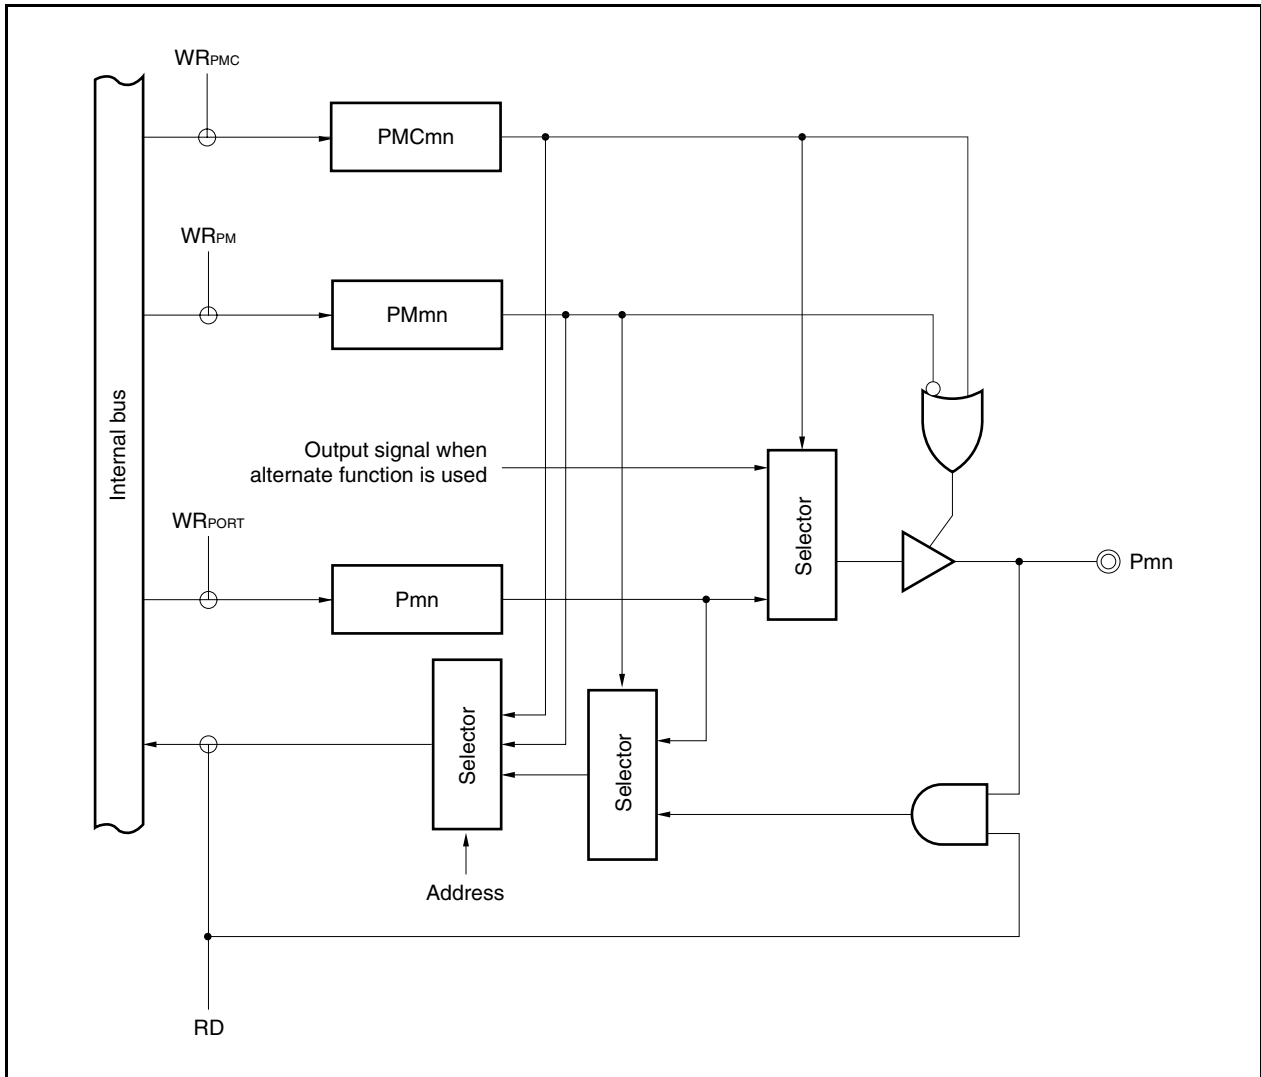 WRPMC
PMCmn
WRPM
PMmn
Internal bus
Output signal when
alternate function is used
Selector
WRPORT
Pmn
Pmn
Selector
Selector
Address
RD